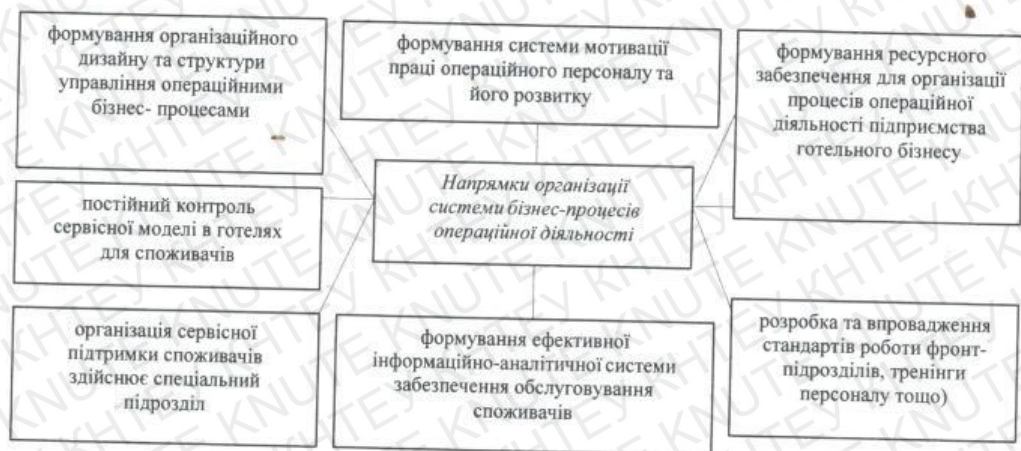 формування організаційного
дизайну та структури
управління операційними
бізнес- процесами
формування системи мотивації
праці операційного персоналу та
його розвитку
формування ресурсного
забезпечення для організації
процесів операційної
діяльності підприємства
готельного бізнесу
постійний контроль
сервісної моделі в готелях
для споживачів
Напрямки організації
системи бізнес-процесів
операційної діяльності
організація сервісної
підтримки споживачів
здійснює спеціальний
підрозділ
формування ефективної
інформаційно-аналітичної системи
забезпечення обслуговування
споживачів
розробка та впровадження
стандартів роботи фронт-
підрозділів, тренінги
персоналу тощо)